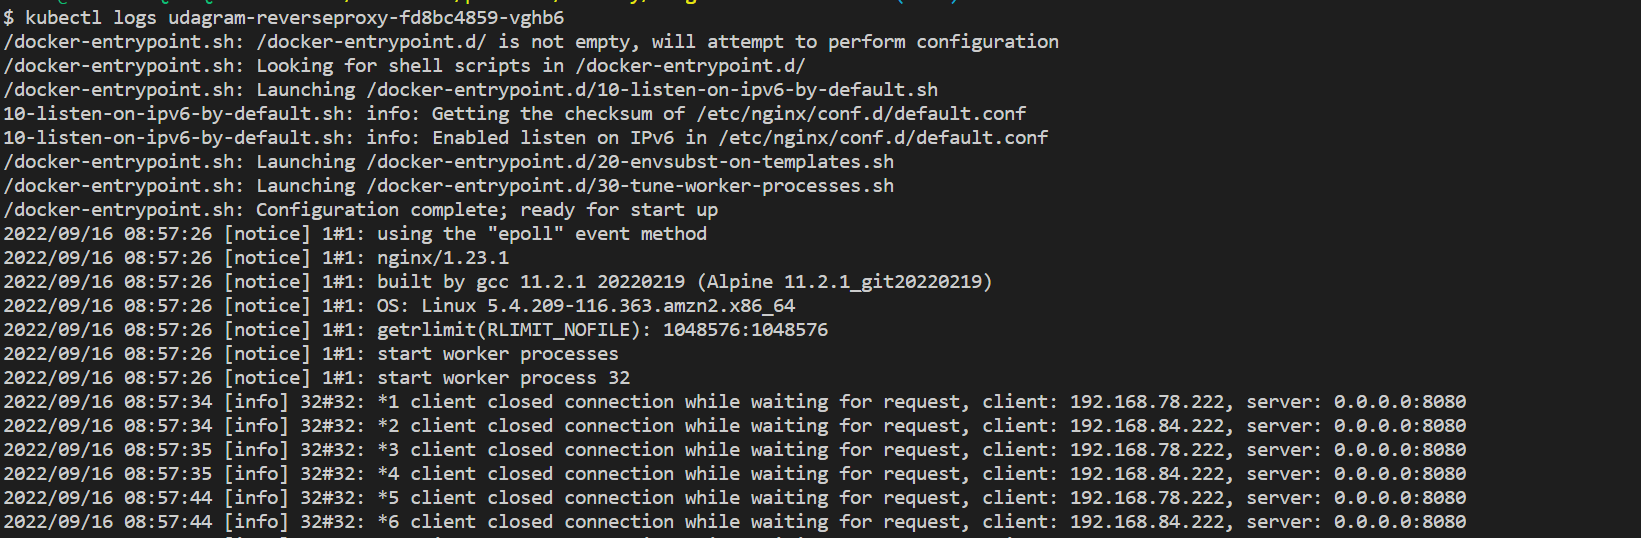 $ kubectl logs udagram-reverseproxy-fd8bc4859-vghb6
/docker-entrypoint.sh: /docker-entrypoint.d/ is not empty, will attempt to perform configuration
/docker-entrypoint.sh: Looking for shell scripts in /docker-entrypoint.d/
/docker-entrypoint.sh: Launching /docker-entrypoint.d/10-listen-on-ipv6-by-default.sh
10-listen-on-ipv6-by-default.sh: info: Getting the checksum of /etc/nginx/conf.d/default.conf
10-listen-on-ipv6-by-default.sh: info: Enabled listen on IPv6 in /etc/nginx/conf.d/default.conf
/docker-entrypoint.sh: Launching /docker-entrypoint.d/20-envsubst-on-templates.sh
/docker-entrypoint.sh: Launching /docker-entrypoint.d/30-tune-worker-processes.sh
/docker-entrypoint.sh: Configuration complete; ready for start up
2022/09/16 08:57:26 [notice] 1#1: using the "epoll" event method
2022/09/16 08:57:26 [notice] 1#1: nginx/1.23.1
2022/09/16 08:57:26 [notice] 1#1: built by gcc 11.2.1 20220219 (Alpine 11.2.1_git20220219)
2022/09/16 08:57:26 [notice] 1#1: OS: Linux 5.4.209-116.363.amzn2.x86_64
2022/09/16 08:57:26 [notice] 1#1: getrlimit(RLIMIT_NOFILE): 1048576:1048576
2022/09/16 08:57:26 [notice] 1#1: start worker processes
2022/09/16 08:57:26 [notice] 1#1: start worker process 32
2022/09/16 08:57:34 [info] 32#32: *1 client closed connection while waiting for request, client: 192.168.78.222, server: 0.0.0.0:8080
2022/09/16 08:57:34 [info] 32#32: *2 client closed connection while waiting for request, client: 192.168.84.222, server: 0.0.0.0:8080
2022/09/16 08:57:35 [info] 32#32: *3 client closed connection while waiting for request, client: 192.168.78.222, server: 0.0.0.0:8080
2022/09/16 08:57:35 [info] 32#32: *4 client closed connection while waiting for request, client: 192.168.84.222, server: 0.0.0.0:8080
2022/09/16 08:57:44 [info] 32#32: *5 client closed connection while waiting for request, client: 192.168.78.222, server: 0.0.0.0:8080
2022/09/16 08:57:44 [info] 32#32: *6 client closed connection while waiting for request, client: 192.168.84.222, server: 0.0.0.0:8080